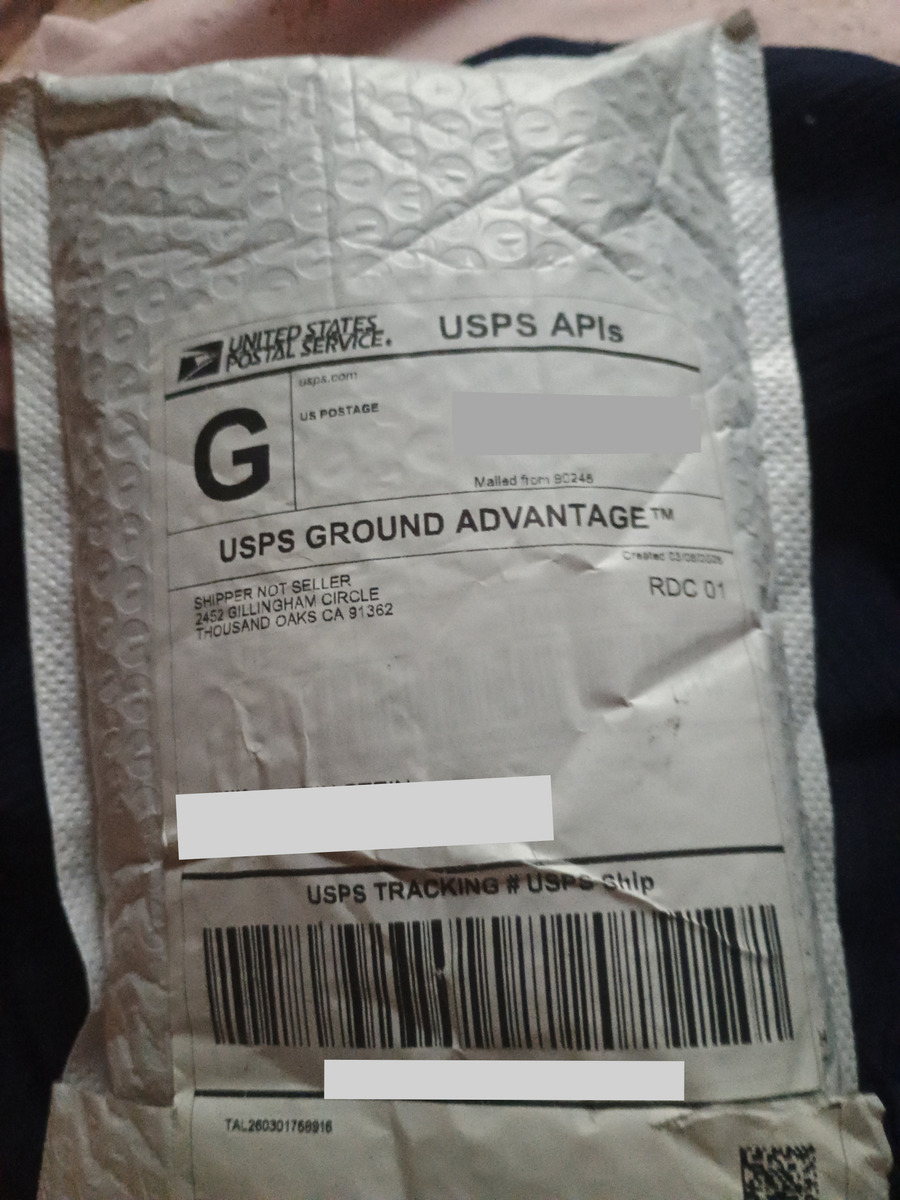 UNITED STATES
POSTAL SERVICE.
USPS APIs
usps.com
G
US POSTAGE
Mailed from 90248
USPS GROUND ADVANTAGE™
Created
SHIPPER NOT SELLER
RDC 01
2452 GILLINGHAM CIRCLE
THOUSAND OAKS CA 91362
USPS TRACKING # USPS Ship
TAL260301758916